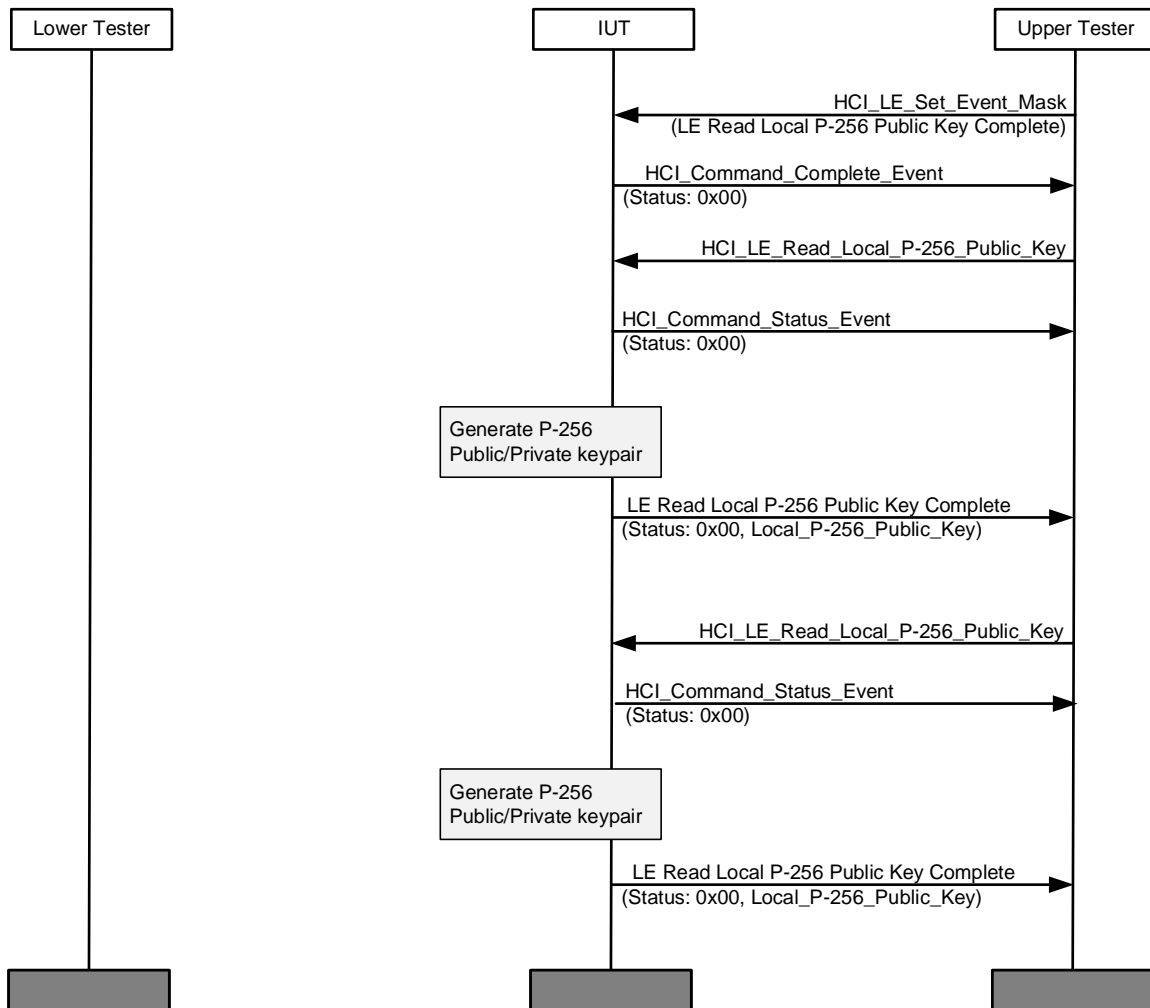 Lower Tester
IUT
Upper Tester
HCI_LE_Set_Event_Mask
(LE Read Local P-256 Public Key Complete)
HCI_Command_Complete_Event
(Status: 0x00)
HCI_LE_Read_Local_P-256_Public_Key
HCI_Command_Status_Event
(Status: 0x00)
Generate P-256
Public/Private keypair
LE Read Local P-256 Public Key Complete
(Status: 0x00, Local_P-256_Public_Key)
HCI_LE_Read_Local_P-256_Public_Key
HCI_Command_Status_Event
(Status: 0x00)
Generate P-256
Public/Private keypair
LE Read Local P-256 Public Key Complete
(Status: 0x00, Local_P-256_Public_Key)